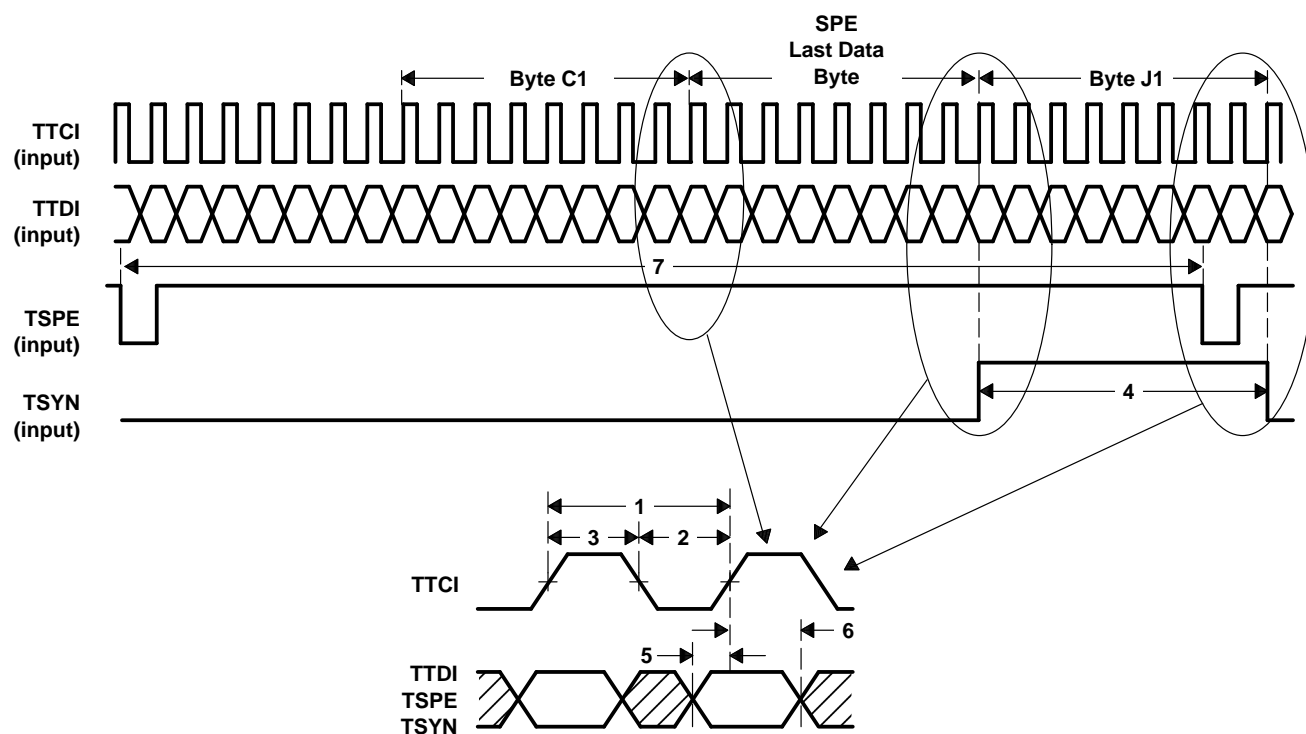 SPE
Last Data
Byte
Byte C1
Byte J1
TTCI
(input)
TTDI
(input)
7
TSPE
(input)
4
TSYN
(input)
1
3
2
TTCI
6
5
TTDI
TSPE
TSYN